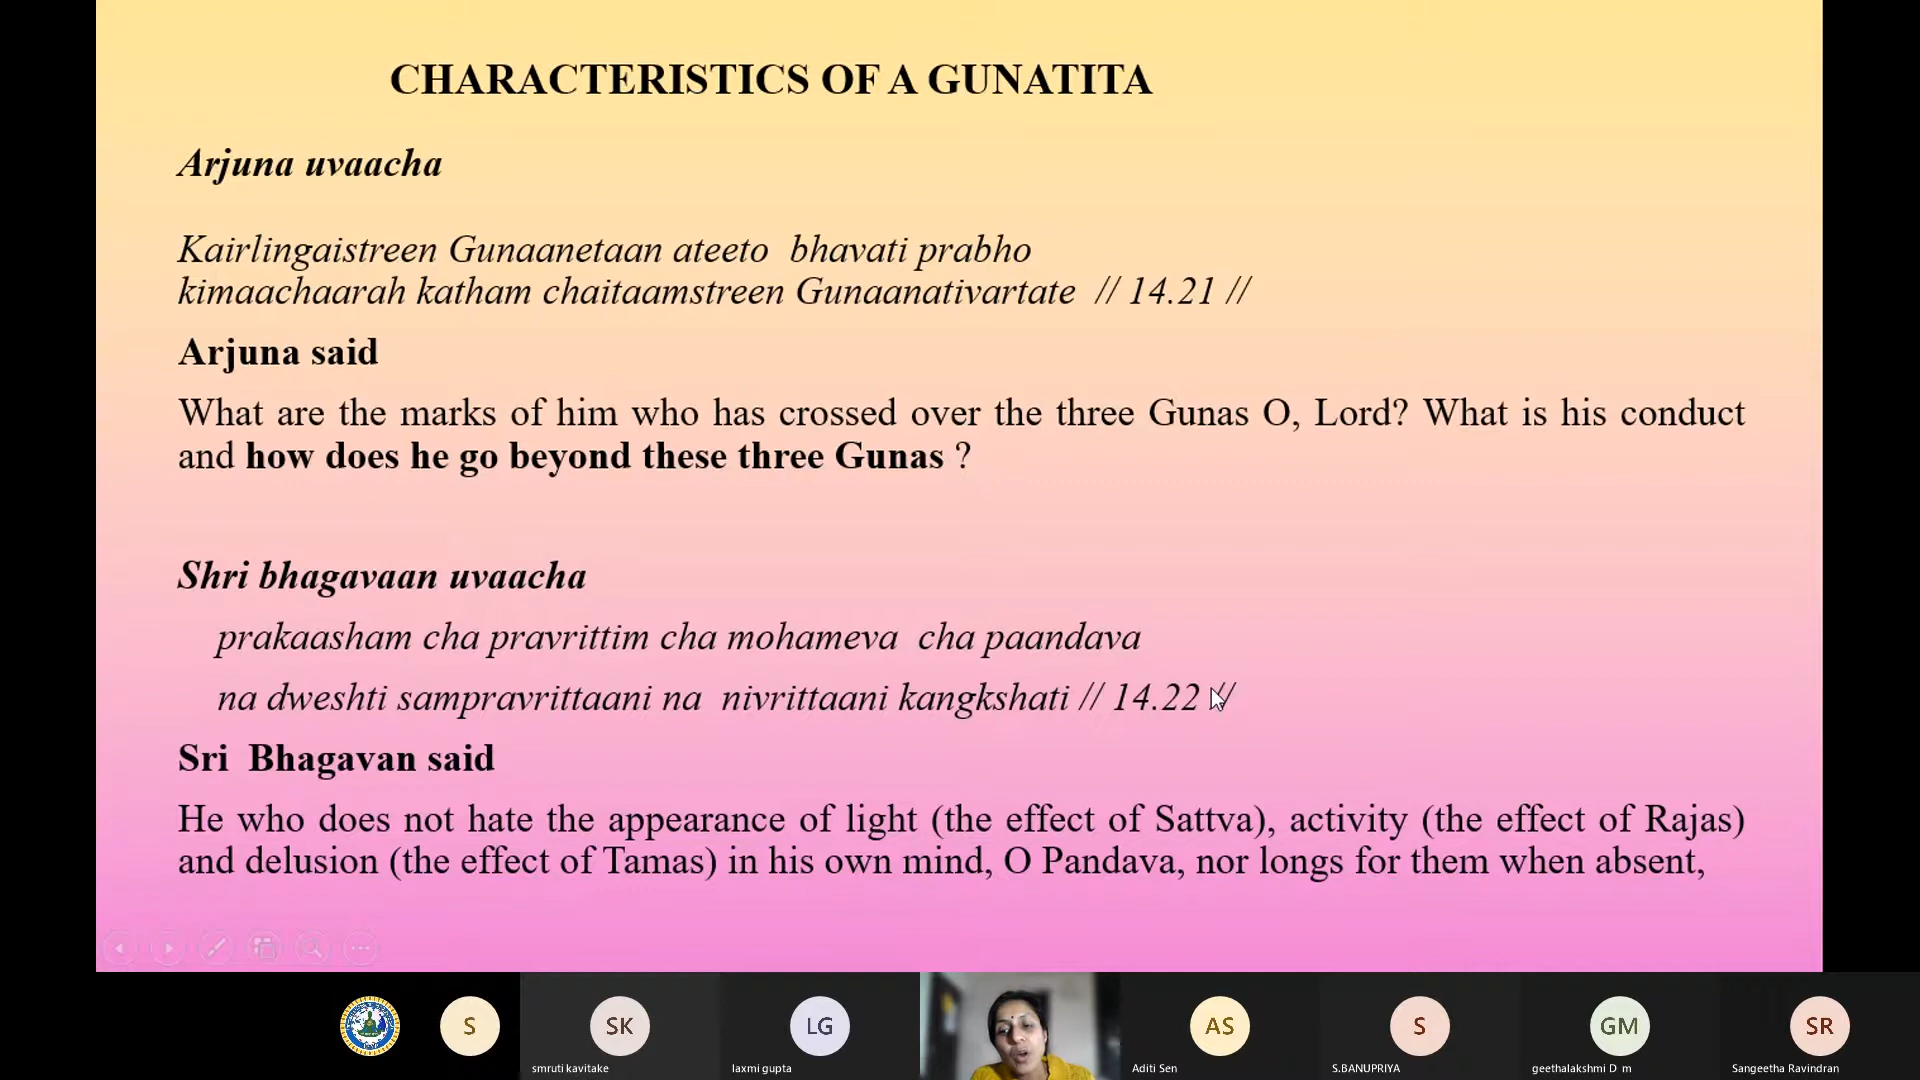 CHARACTERISTICS OF A GUNATITA
Arjuna uvaacha
Kairlingaistreen Gunaanetaan ateeto bhavati prabho
kimaachaarah katham chaitaamstreen Gunaanativartate // 14.21 //
Arjuna said
What are the marks of him who has crossed over the three Gunas O, Lord? What is his conduct
and how does he go beyond these three Gunas ?
Shri bhagavaan uvaacha
prakaasham cha pravrittim cha mohameva cha paandava
na dweshti sampravrittaani na nivrittaani kangkshati // 14.22 //
Sri Bhagavan said
He who does not hate the appearance of light (the effect of Sattva), activity (the effect of Rajas)
and delusion (the effect of Tamas) in his own mind, O Pandava, nor longs for them when absent,
S
SK
LG
AS
S
GM
SR
smruti kavitake
laxmi gupta
Aditi Sen
S.BANUPRIYA
geethalakshmi D m
Sangeetha Ravindran